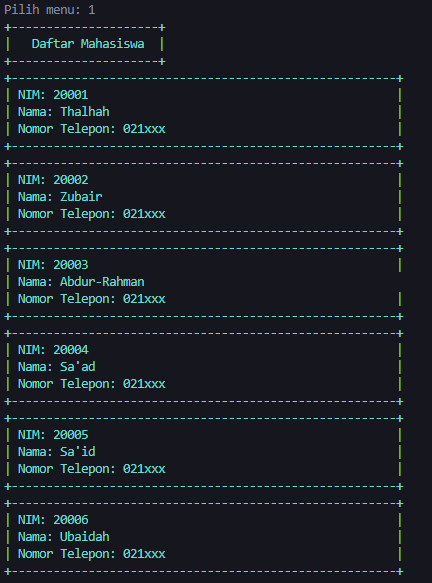 Pilih menu: 1
+---------------------+
|   Daftar Mahasiswa  |
+---------------------+
+-------------------------------------------------------+
| NIM: 20001                                            |
| Nama: Thalhah                                         |
| Nomor Telepon: 021xxx                                 |
+-------------------------------------------------------+
+-------------------------------------------------------+
| NIM: 20002                                            |
| Nama: Zubair                                          |
| Nomor Telepon: 021xxx                                 |
+-------------------------------------------------------+
+-------------------------------------------------------+
| NIM: 20003                                            |
| Nama: Abdur-Rahman
| Nomor Telepon: 021xxx                                 |
+-------------------------------------------------------+
+-------------------------------------------------------+
| NIM: 20004                                            |
| Nama: Sa'ad                                           |
| Nomor Telepon: 021xxx                                 |
+-------------------------------------------------------+
+-------------------------------------------------------+
| NIM: 20005                                            |
| Nama: Sa'id                                           |
| Nomor Telepon: 021xxx                                 |
+-------------------------------------------------------+
+-------------------------------------------------------+
| NIM: 20006                                            |
| Nama: Ubaidah                                         |
| Nomor Telepon: 021xxx                                 |
+-------------------------------------------------------+